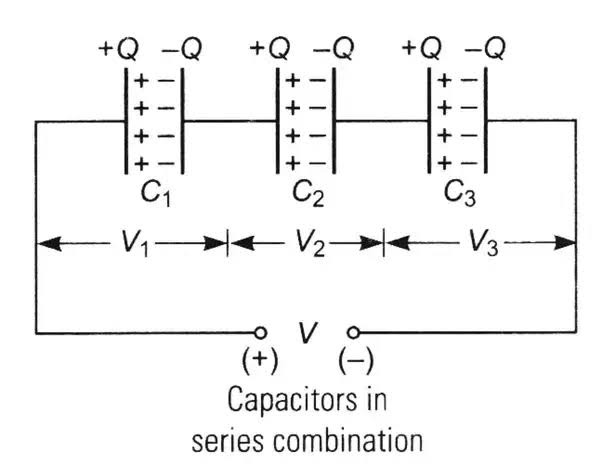 +Q −Q +Q −Q +Q −Q
+ − + − + −
+ − + − + −
+ − + − + −
+ − + − + −
C₁ C₂ C₃
V₁ V₂ V₃
V
(+) (−)
Capacitors in
series combination